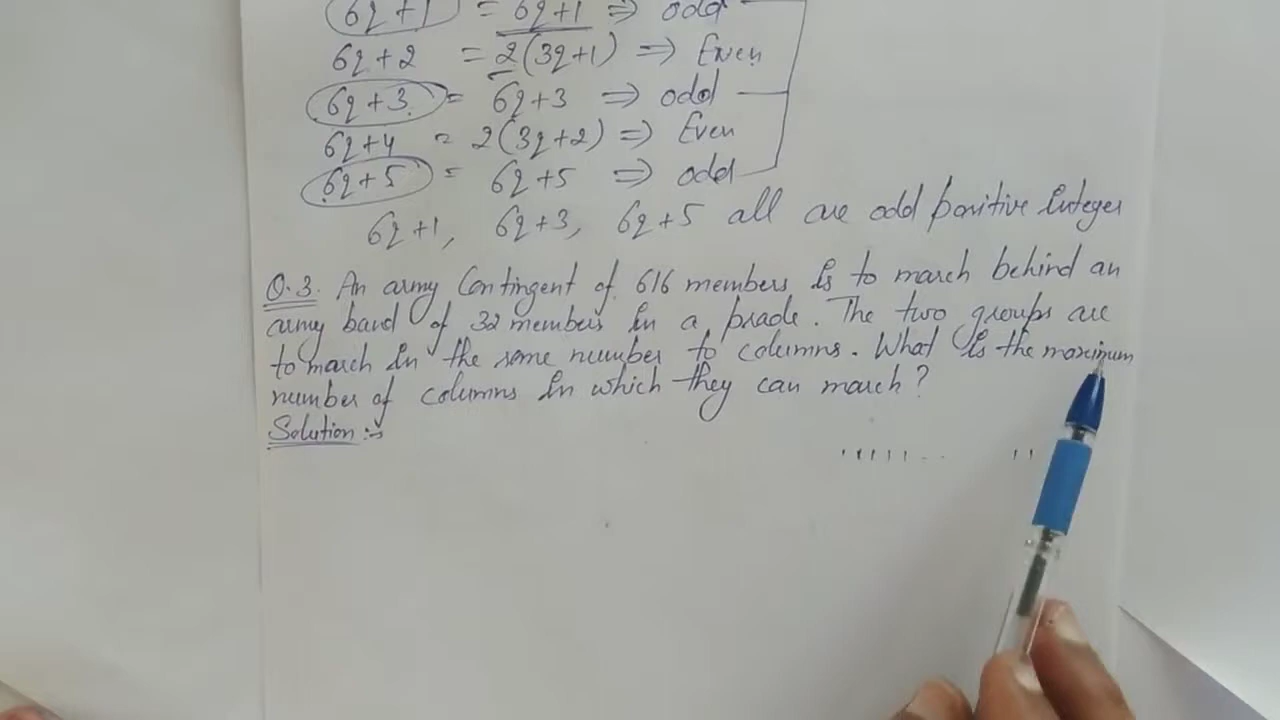 6q+1 = 6q+1 ⇒ odd
6q+2 = 2(3q+1) ⇒ Even
6q+3 = 6q+3 ⇒ odd
6q+4 = 2(3q+2) ⇒ Even
6q+5 = 6q+5 ⇒ odd
6q+1, 6q+3, 6q+5 all are odd positive Integer
Q.3. An army Contingent of 616 members is to march behind an
army band of 32 members in a prade. The two groups are
to march in the same number to columns. What is the maximum
number of columns in which they can march?
Solution :-